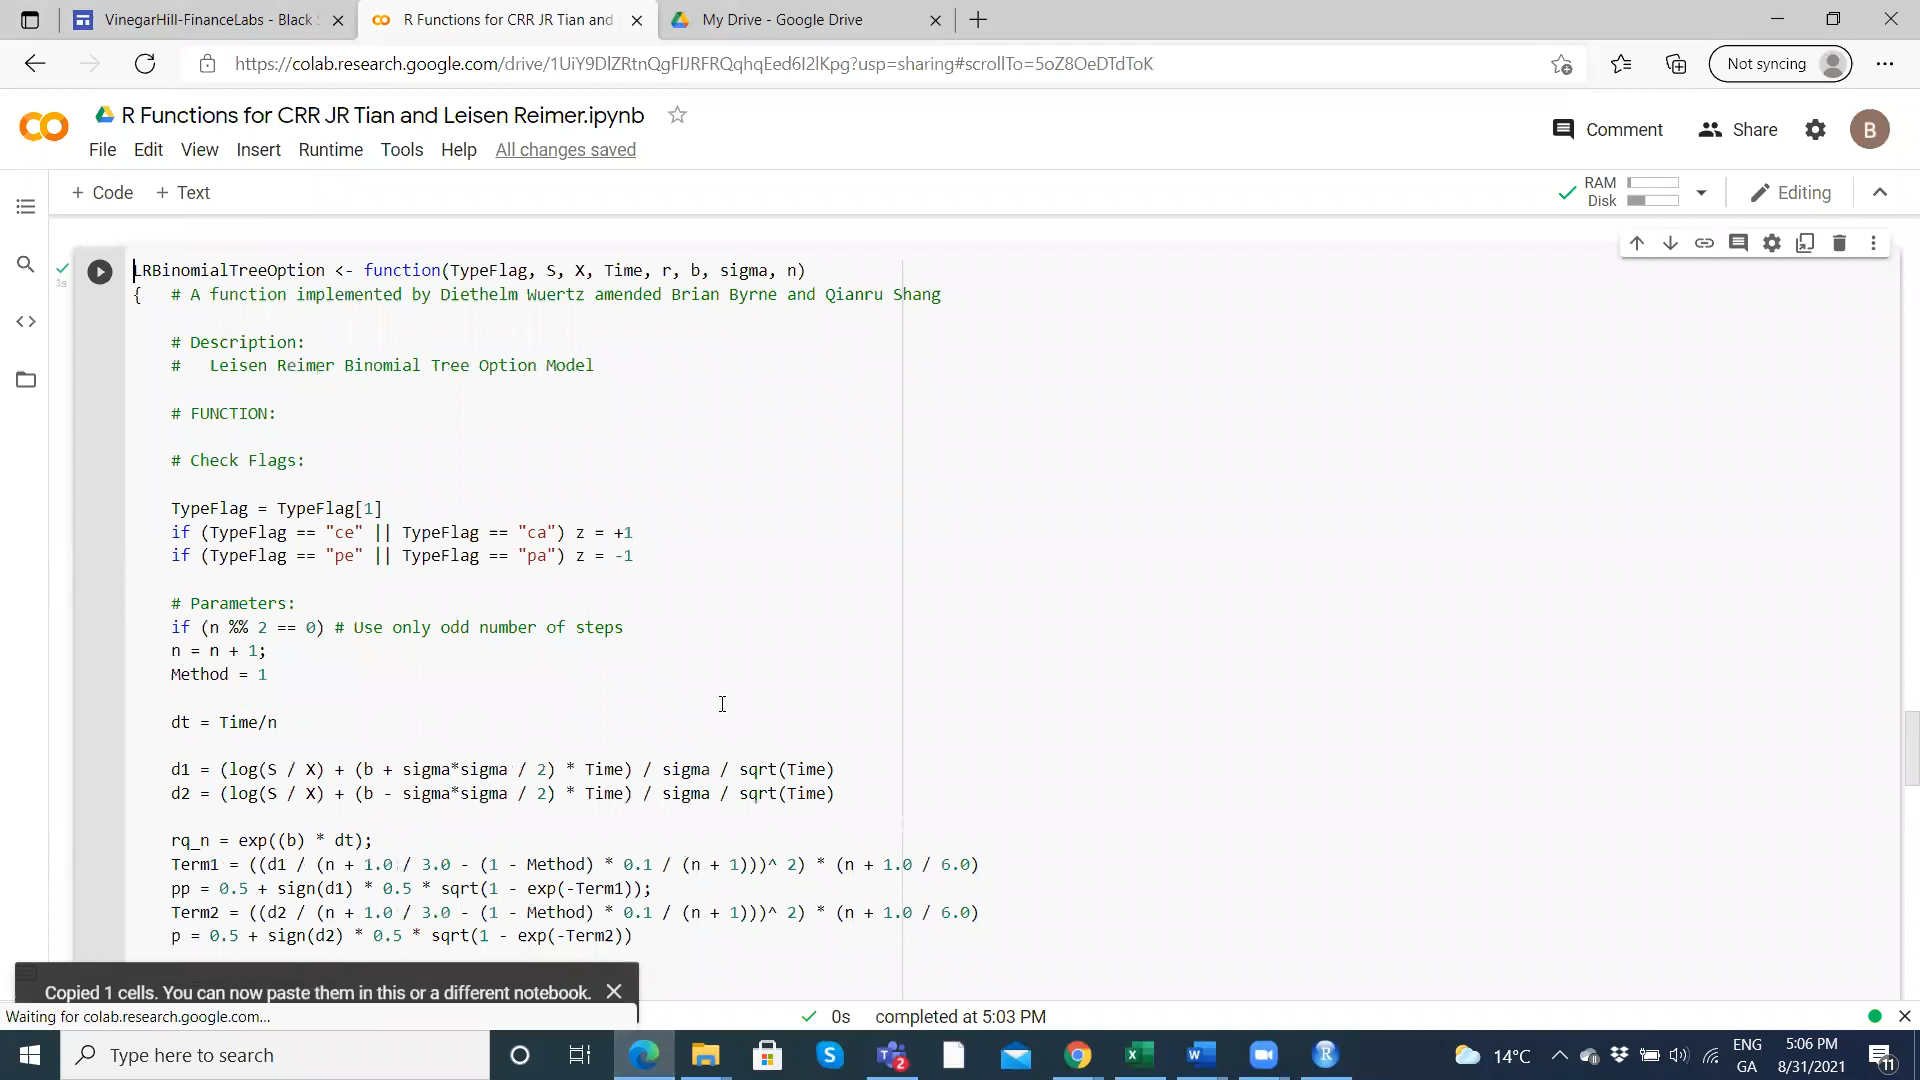 VinegarHill-FinanceLabs - Black S
R Functions for CRR JR Tian and
My Drive - Google Drive
https://colab.research.google.com/drive/1UiY9DlZRtnQgFIJRFRQqhqEed6I2lKpg?usp=sharing#scrollTo=5oZ8OeDTdToK
Not syncing
R Functions for CRR JR Tian and Leisen Reimer.ipynb
Comment
Share
B
File Edit View Insert Runtime Tools Help All changes saved
+ Code + Text
RAM
Disk
Editing
3s
LRBinomialTreeOption <- function(TypeFlag, S, X, Time, r, b, sigma, n)
{ # A function implemented by Diethelm Wuertz amended Brian Byrne and Qianru Shang
# Description:
# Leisen Reimer Binomial Tree Option Model
# FUNCTION:
# Check Flags:
TypeFlag = TypeFlag[1]
if (TypeFlag == "ce" || TypeFlag == "ca") z = +1
if (TypeFlag == "pe" || TypeFlag == "pa") z = -1
# Parameters:
if (n %% 2 == 0) # Use only odd number of steps
n = n + 1;
Method = 1
dt = Time/n
d1 = (log(S / X) + (b + sigma*sigma / 2) * Time) / sigma / sqrt(Time)
d2 = (log(S / X) + (b - sigma*sigma / 2) * Time) / sigma / sqrt(Time)
rq_n = exp((b) * dt);
Term1 = ((d1 / (n + 1.0 / 3.0 - (1 - Method) * 0.1 / (n + 1)))^ 2) * (n + 1.0 / 6.0)
pp = 0.5 + sign(d1) * 0.5 * sqrt(1 - exp(-Term1));
Term2 = ((d2 / (n + 1.0 / 3.0 - (1 - Method) * 0.1 / (n + 1)))^ 2) * (n + 1.0 / 6.0)
p = 0.5 + sign(d2) * 0.5 * sqrt(1 - exp(-Term2))
Copied 1 cells. You can now paste them in this or a different notebook.
Waiting for colab.research.google.com...
0s completed at 5:03 PM
Type here to search
2
14°C
ENG
GA
5:06 PM
8/31/2021
11